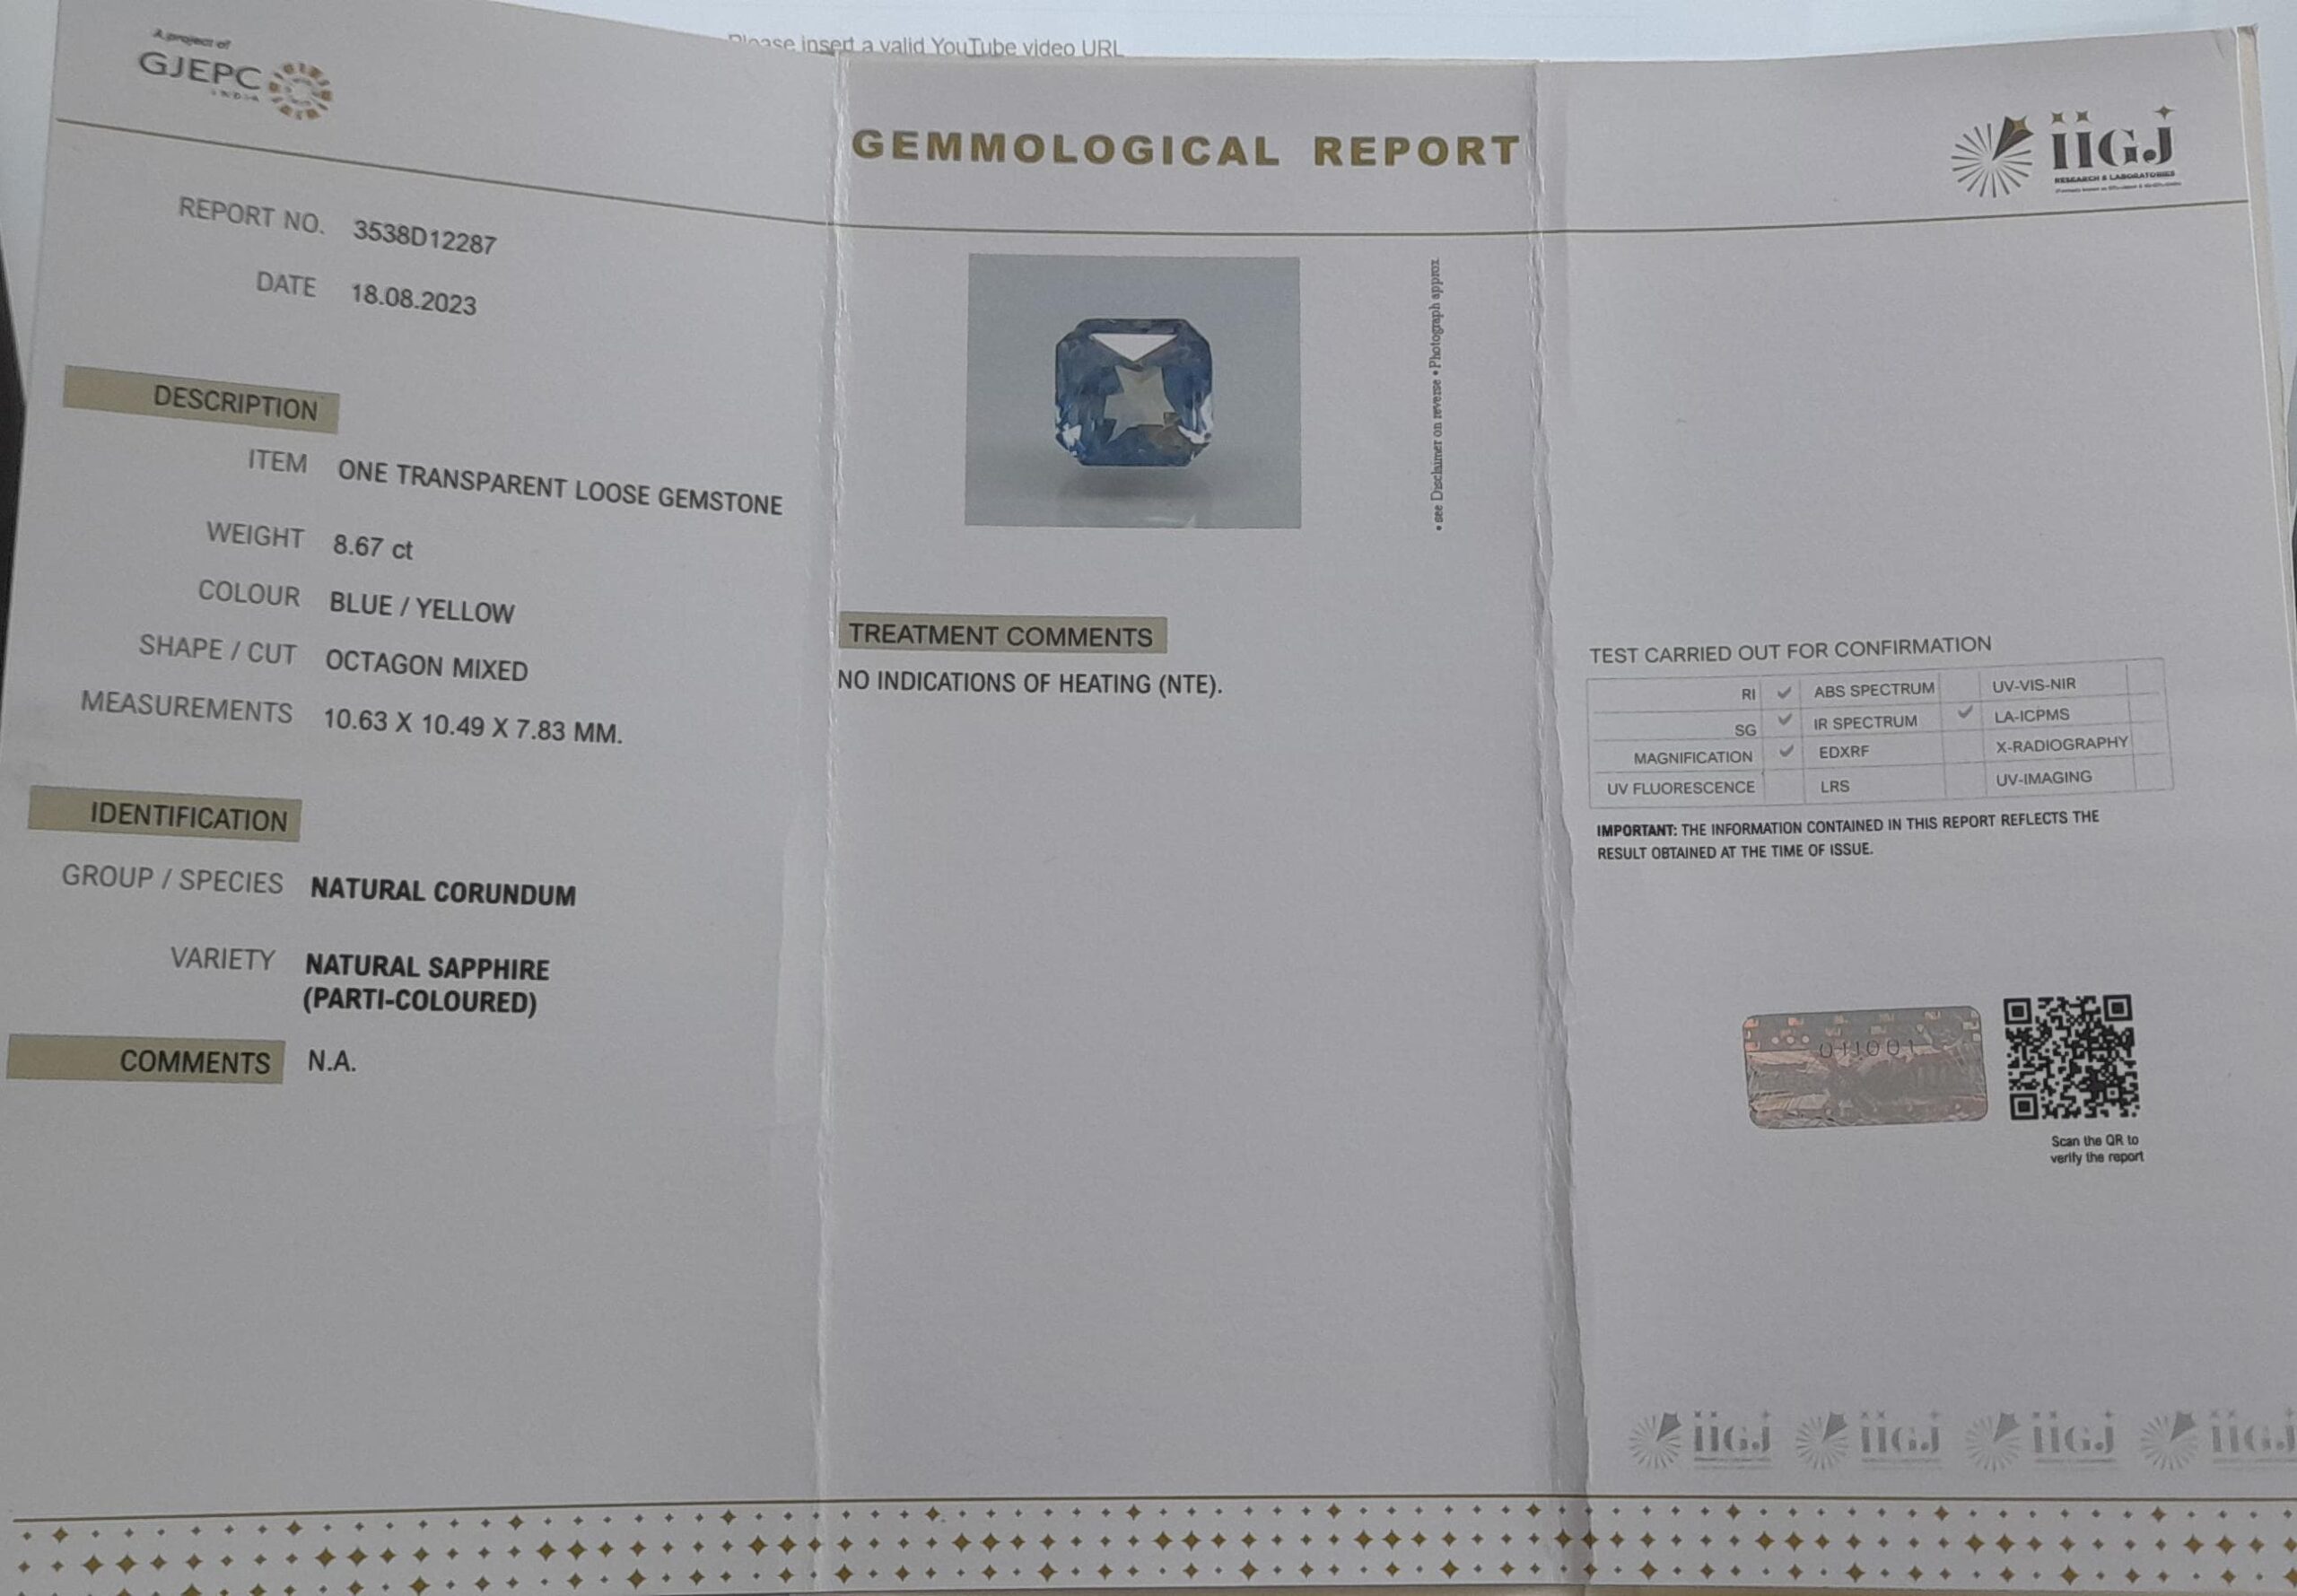 Please insert a valid YouTube video URL
A project of
GJEPC
INDIA
GEMMOLOGICAL REPORT
IIGJ
RESEARCH & LABORATORIES
REPORT NO. 3538D12287
DATE 18.08.2023
DESCRIPTION
ITEM ONE TRANSPARENT LOOSE GEMSTONE
WEIGHT 8.67 ct
COLOUR BLUE / YELLOW
SHAPE / CUT OCTAGON MIXED
MEASUREMENTS 10.63 X 10.49 X 7.83 MM.
IDENTIFICATION
GROUP / SPECIES NATURAL CORUNDUM
VARIETY NATURAL SAPPHIRE
(PARTI-COLOURED)
COMMENTS N.A.
• see Disclaimer on reverse • Photograph approx.
TREATMENT COMMENTS
NO INDICATIONS OF HEATING (NTE).
TEST CARRIED OUT FOR CONFIRMATION
RI ✓ ABS SPECTRUM UV-VIS-NIR
SG ✓ IR SPECTRUM ✓ LA-ICPMS
MAGNIFICATION ✓ EDXRF X-RADIOGRAPHY
UV FLUORESCENCE LRS UV-IMAGING
IMPORTANT: THE INFORMATION CONTAINED IN THIS REPORT REFLECTS THE
RESULT OBTAINED AT THE TIME OF ISSUE.
Scan the QR to
verify the report
IIGJ IIGJ IIGJ IIGJ